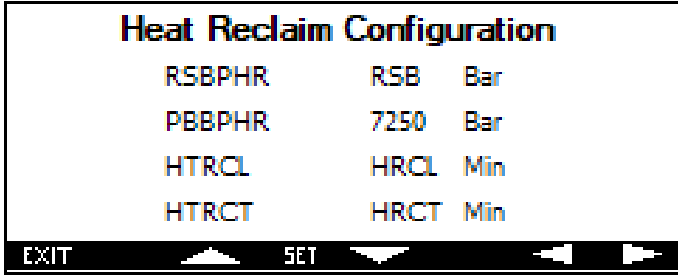 Heat Reclaim Configuration
RSBPHR RSB Bar
PBBPHR 7250 Bar
HTRCL HRCL Min
HTRCT HRCT Min
EXIT SET